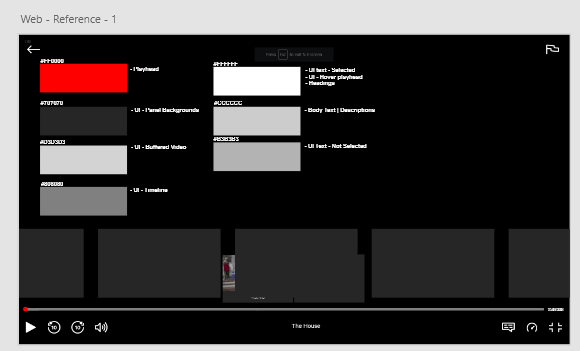 Web - Reference - 1
Press Esc to exit full screen
#FF0000
- Playhead
#FFFFFF
- UI text - Selected
- UI - Hover playhead
- Headings
- UI - Panel Backgrounds
#CCCCCC
- Body Text | Descriptions
#D3D3D3
- UI - Buffered Video
#B3B3B3
- UI Text - Not Selected
#808080
- UI - Timeline
10
10
The House